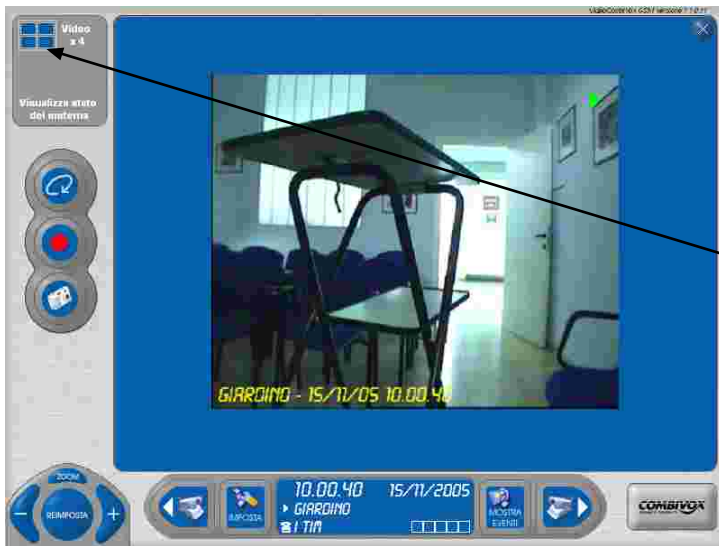 Video
x 4
Visualizza stato
del sistema
GIARDINO - 15/11/05 10.00.40
ZOOM
- REIMPOSTA +
IMPOSTA
10.00.40 15/11/2005
GIARDINO
I TIM
MOSTRA
EVENTI
COMBIVOX